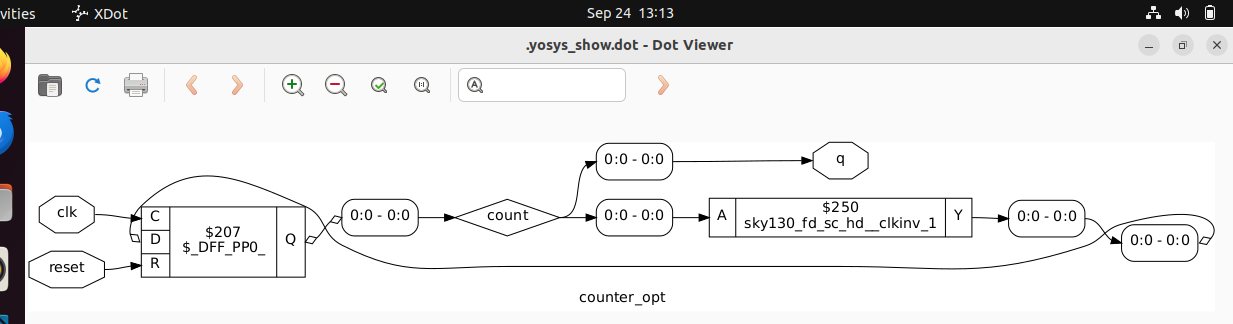 vities XDot Sep 24 13:13
.yosys_show.dot - Dot Viewer
A 1:1
0:0 - 0:0 q
clk C $207 $_DFF_PP0_ D Q R
reset
0:0 - 0:0 count 0:0 - 0:0
A $250 Y
sky130_fd_sc_hd__clkinv_1
0:0 - 0:0
0:0 - 0:0
counter_opt